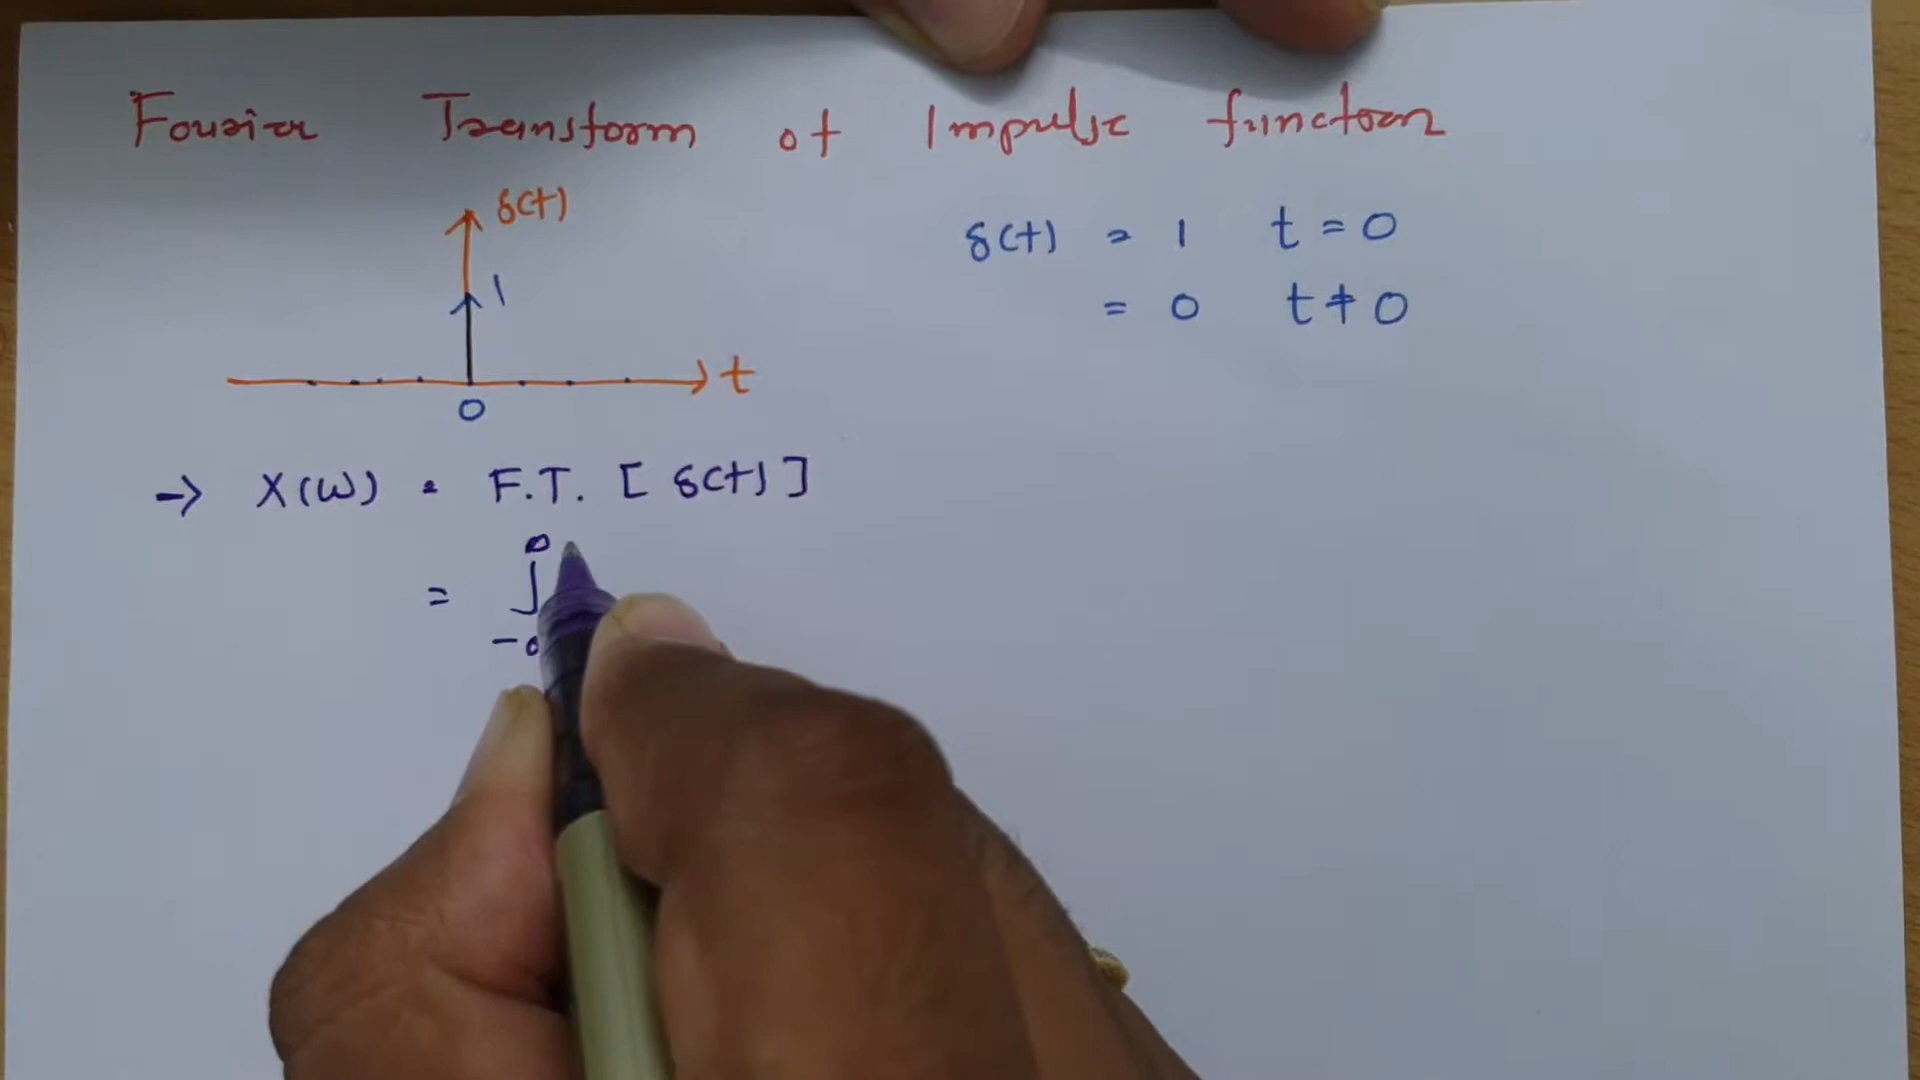 Fourier Transform of Impulse function
δ(t)
1
t
0
δ(t) = 1 t = 0
= 0 t ≠ 0
→ X(ω) = F.T. [ δ(t) ]
= ∫